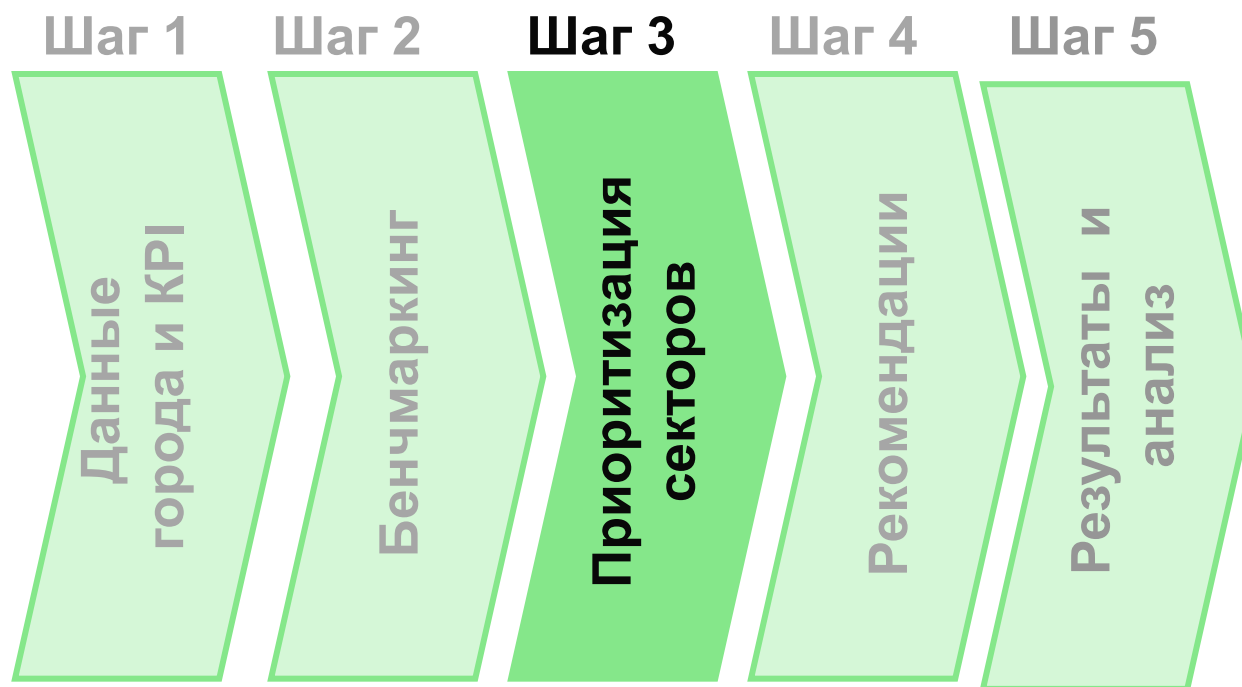 Шаг 1
Шаг 2
Шаг 3
Шаг 4
Шаг 5
Данные
города и KPI
Бенчмаркинг
Приоритизация
секторов
Рекомендации
Результаты и
анализ